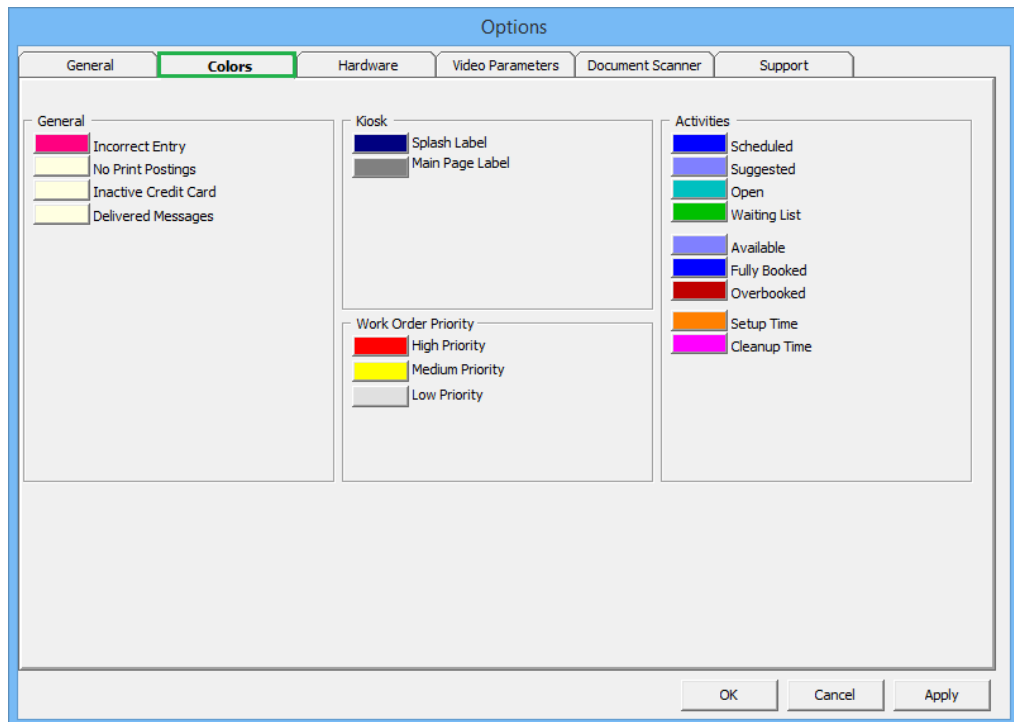 Options
General
Colors
Hardware
Video Parameters
Document Scanner
Support
General
Incorrect Entry
No Print Postings
Inactive Credit Card
Delivered Messages
Kiosk
Splash Label
Main Page Label
Work Order Priority
High Priority
Medium Priority
Low Priority
Activities
Scheduled
Suggested
Open
Waiting List
Available
Fully Booked
Overbooked
Setup Time
Cleanup Time
OK
Cancel
Apply